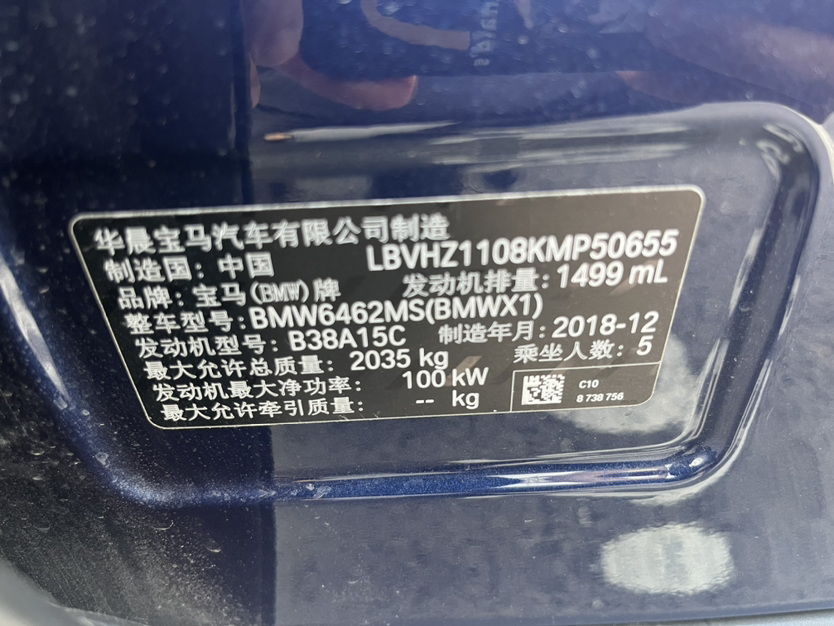 华晨宝马汽车有限公司制造
制造国：中国 LBVHZ1108KMP50655
品牌：宝马(BMW)牌 发动机排量：1499 mL
整车型号：BMW6462MS(BMWX1)
发动机型号：B38A15C 制造年月：2018-12
最大允许总质量：2035 kg 乘坐人数：5
发动机最大净功率：100 kW
最大允许牵引质量：-- kg
C10
8 738 756